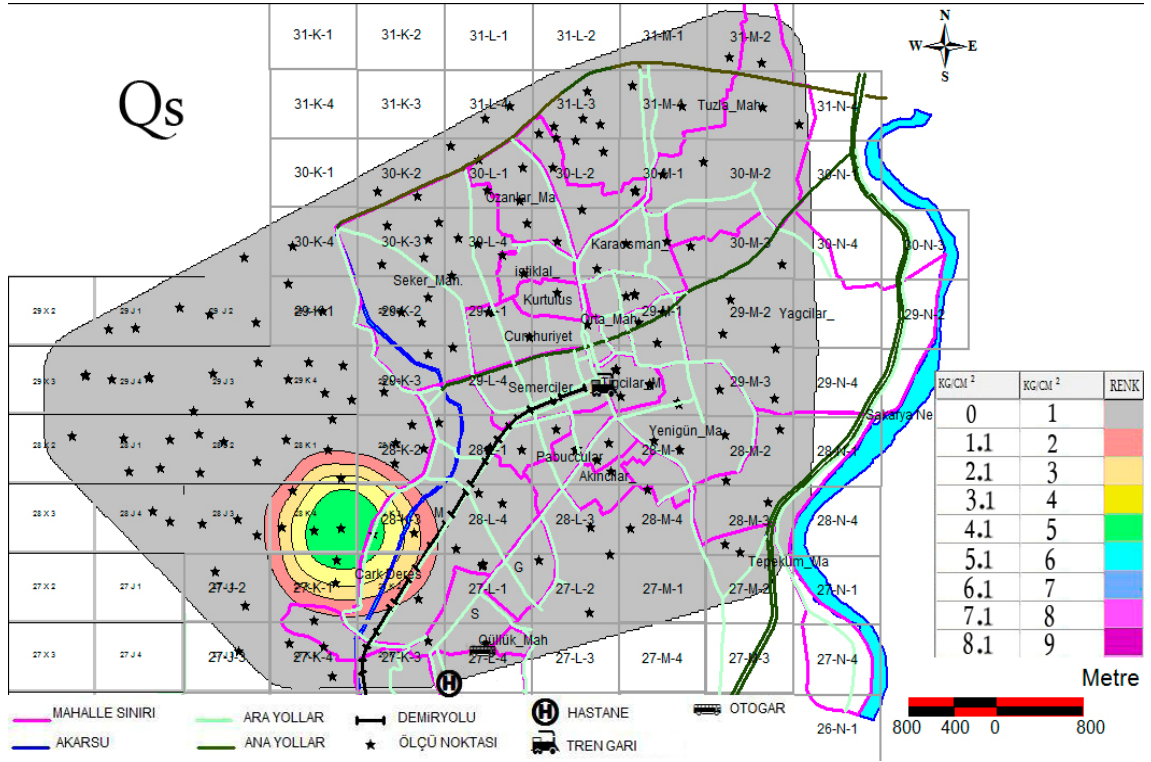 31-K-1 31-K-2 31-L-1 31-L-2 31-M-1 31-M-2
N
W E
S
Qs
31-K-4 31-K-3 31-L-4 31-L-3 31-M-4 Tuzla_Mah. 31-N-4
30-K-1 30-K-2 30-L-1 30-L-2 30-M-1 30-M-2 30-N-1
Ozanlar_Ma
30-K-4 30-K-3 30-L-4 Karaosman_ 30-M-3 30-N-4 30-N-3
Seker_Mah. istiklal_
Kurtulus
29 X 2 29 J 1 29 J 2 29-K-1 29-K-2 29-L-1 Orta_Mah. 29-M-1 29-M-2 Yagcilar_ 29-N-2
Cumhuriyet
29 K 3 29 J 4 29 J 3 29 K 4 29-K-3 29-L-4 Semerciler Tigcilar_M 29-M-3 29-N-4
KG/CM 2 KG/CM 2 RENK
0 1
1.1 2
2.1 3
3.1 4
4.1 5
5.1 6
6.1 7
7.1 8
8.1 9
Sakarya Ne
Yenigün_Ma
28 K 2 28 J 1 28 J 2 28 K 1 28-K-2 28-L-1 Pabuccular 28-M-1 28-M-2 28-N-1
Akıncılar_
28 X 3 28 J 4 28 J 3 28 K 4 28-K-3 M 28-L-4 28-L-3 28-M-4 28-M-3 28-N-4
Tepekum_Ma
G
Cark Deres
27 X 2 27 J 1 27-J-2 27-K-1 27-L-1 27-L-2 27-M-1 27-M-2 27-N-1
S
Güllük_Mah
27 X 3 27 J 4 27-J-3 27-K-4 27-K-3 27-L-4 27-L-3 27-M-4 27-M-3 27-N-4
H
Metre
800 400 0 800
26-N-1
MAHALLE SINIRI ARA YOLLAR DEMİRYOLU H HASTANE OTOGAR
AKARSU ANA YOLLAR ÖLÇÜ NOKTASI TREN GARI